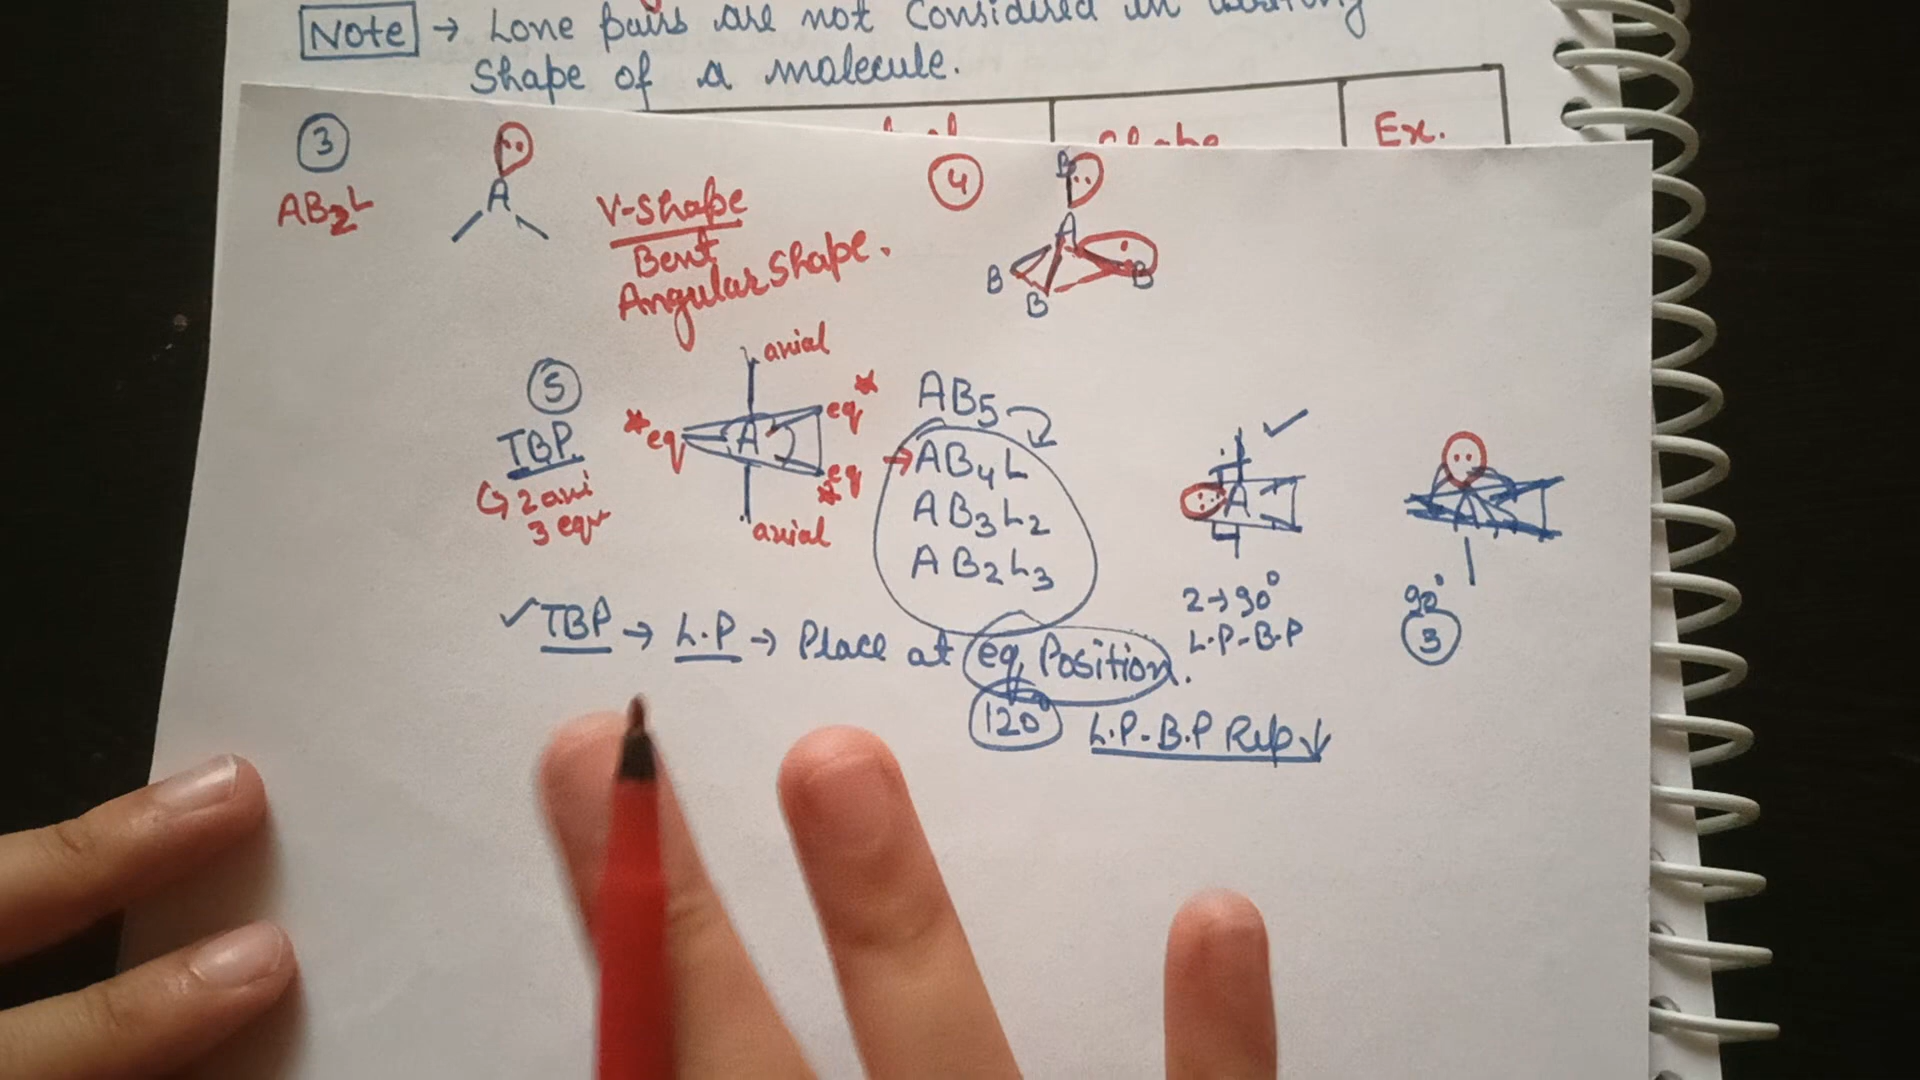 Note → Lone pairs are not Considered in
Shape of a molecule.
Ex.
3
AB2L
A
V-shape
Bent
Angular shape.
4
B
A
B
B
B
5
TBP.
2 axi
3 equ
axial
eq
eq
A
eq
axial
AB5
→ AB4L
AB3L2
AB2L3
A
2→90°
L.P-B.P
90°
3
✓TBP → L.P → Place at eq. Position.
120°
L.P-B.P Rep↓